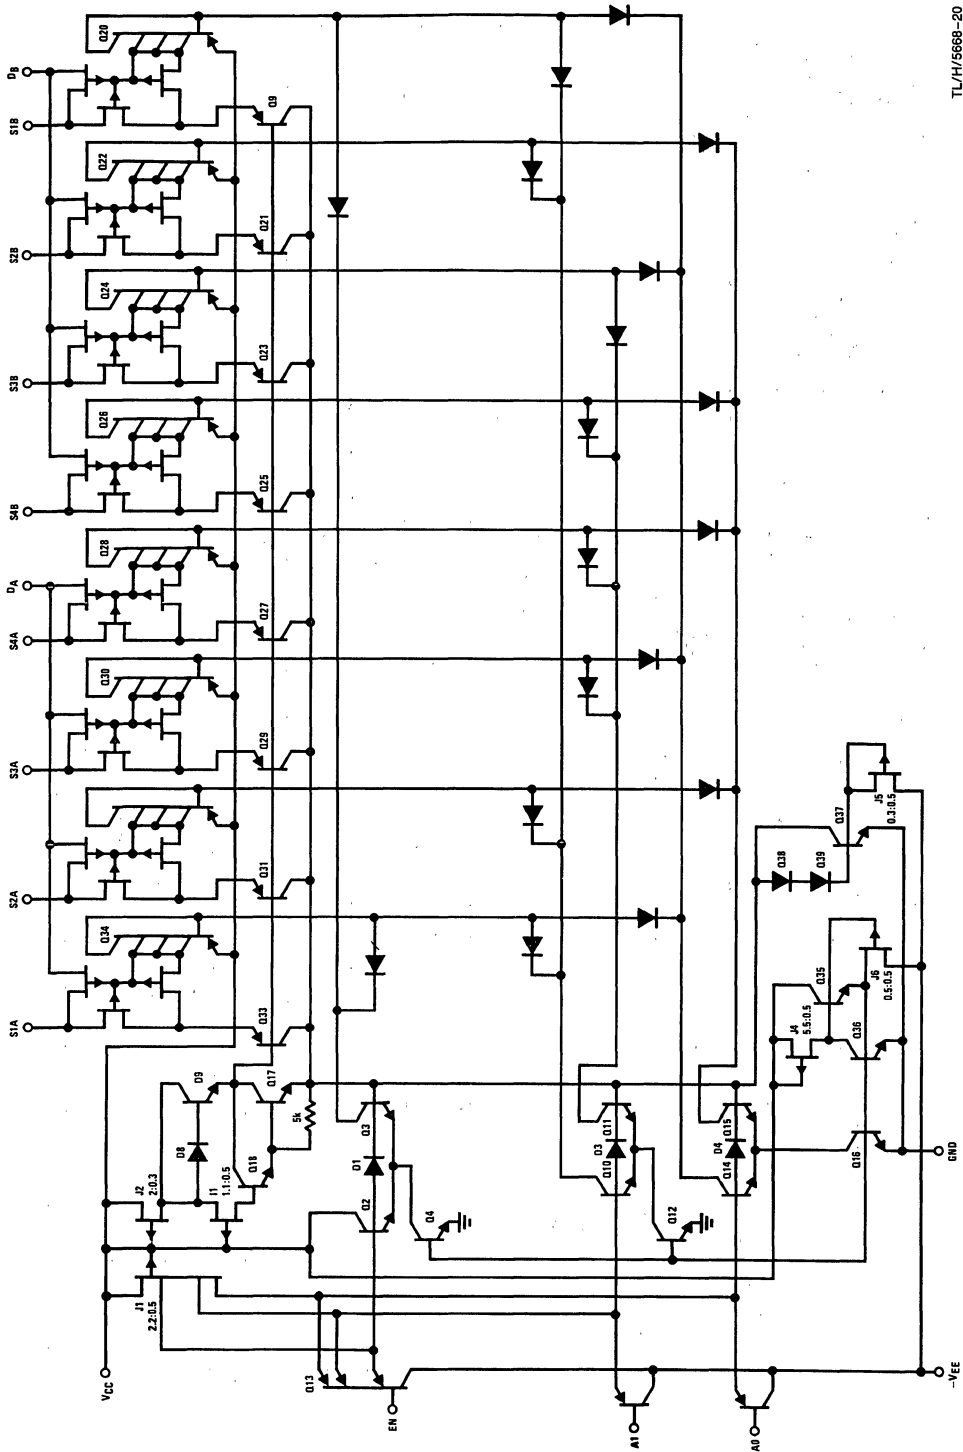 S1A
S2A
S3A
S4A
DA
S4B
S3B
S2B
S1B
DB
VCC
Q34
Q30
Q28
Q26
Q24
Q22
Q20
J1
2.2:0.5
J2
2:0.3
D8
D9
I1
1.1:0.5
Q18
Q17
Q33
Q31
Q29
Q27
Q25
Q23
Q21
Q9
5k
Q13
EN
Q2
D1
Q3
Q4
A1
Q10
D3
Q11
Q12
A0
Q14
D4
Q15
J4
5.5:0.5
Q35
Q38
Q39
Q37
Q16
Q36
J6
0.5:0.5
J5
0.3:0.5
-VEE
GND
TL/H/5668-20